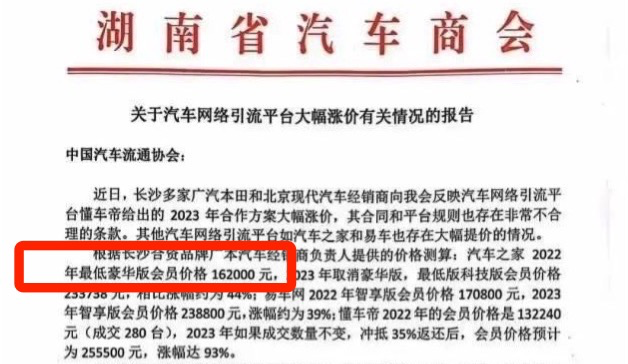 湖南省汽车商会
关于汽车网络引流平台大幅涨价有关情况的报告
中国汽车流通协会：
近日，长沙多家广汽本田和北京现代汽车经销商向我会反映汽车网络引流平
台懂车帝给出的 2023 年合作方案大幅涨价，其合同和平台规则也存在非常不合
理的条款。其他汽车网络引流平台如汽车之家和易车也存在大幅提价的情况。
根据长沙合资品牌广本汽车经销商负责人提供的价格测算：汽车之家 2022
年最低豪华版会员价格 162000 元，2023 年取消豪华版，最低版科技版会员价格
233738 元，相比涨幅约为 44%；易车网 2022 年智享版会员价格 170800 元，2023
年智享版会员价格 238800 元，涨幅约为 39%；懂车帝 2022 年的会员价格是 132240
元（成交 280 台），2023 年如果成交数量不变，冲抵 35%返还后，会员价格预计
为 255500 元，涨幅达 93%。